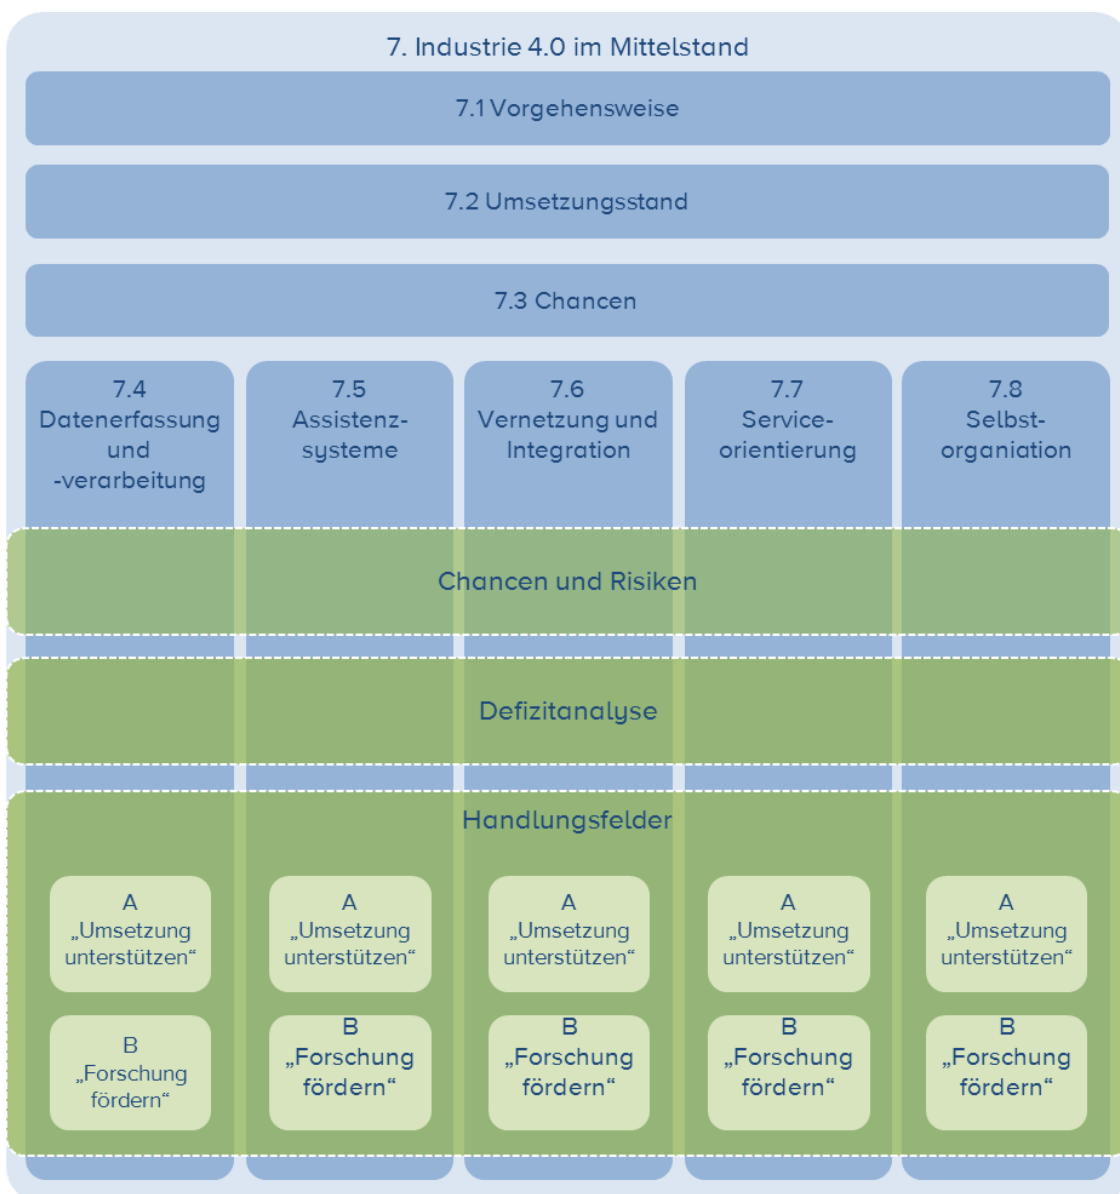 7. Industrie 4.0 im Mittelstand
7.1 Vorgehensweise
7.2 Umsetzungsstand
7.3 Chancen
7.4
Datenerfassung
und
-verarbeitung
7.5
Assistenz-
systeme
7.6
Vernetzung und
Integration
7.7
Service-
orientierung
7.8
Selbst-
organiation
Chancen und Risiken
Defizitanalyse
Handlungsfelder
A
„Umsetzung
unterstützen“
A
„Umsetzung
unterstützen“
A
„Umsetzung
unterstützen“
A
„Umsetzung
unterstützen“
A
„Umsetzung
unterstützen“
B
„Forschung
fördern“
B
„Forschung
fördern“
B
„Forschung
fördern“
B
„Forschung
fördern“
B
„Forschung
fördern“